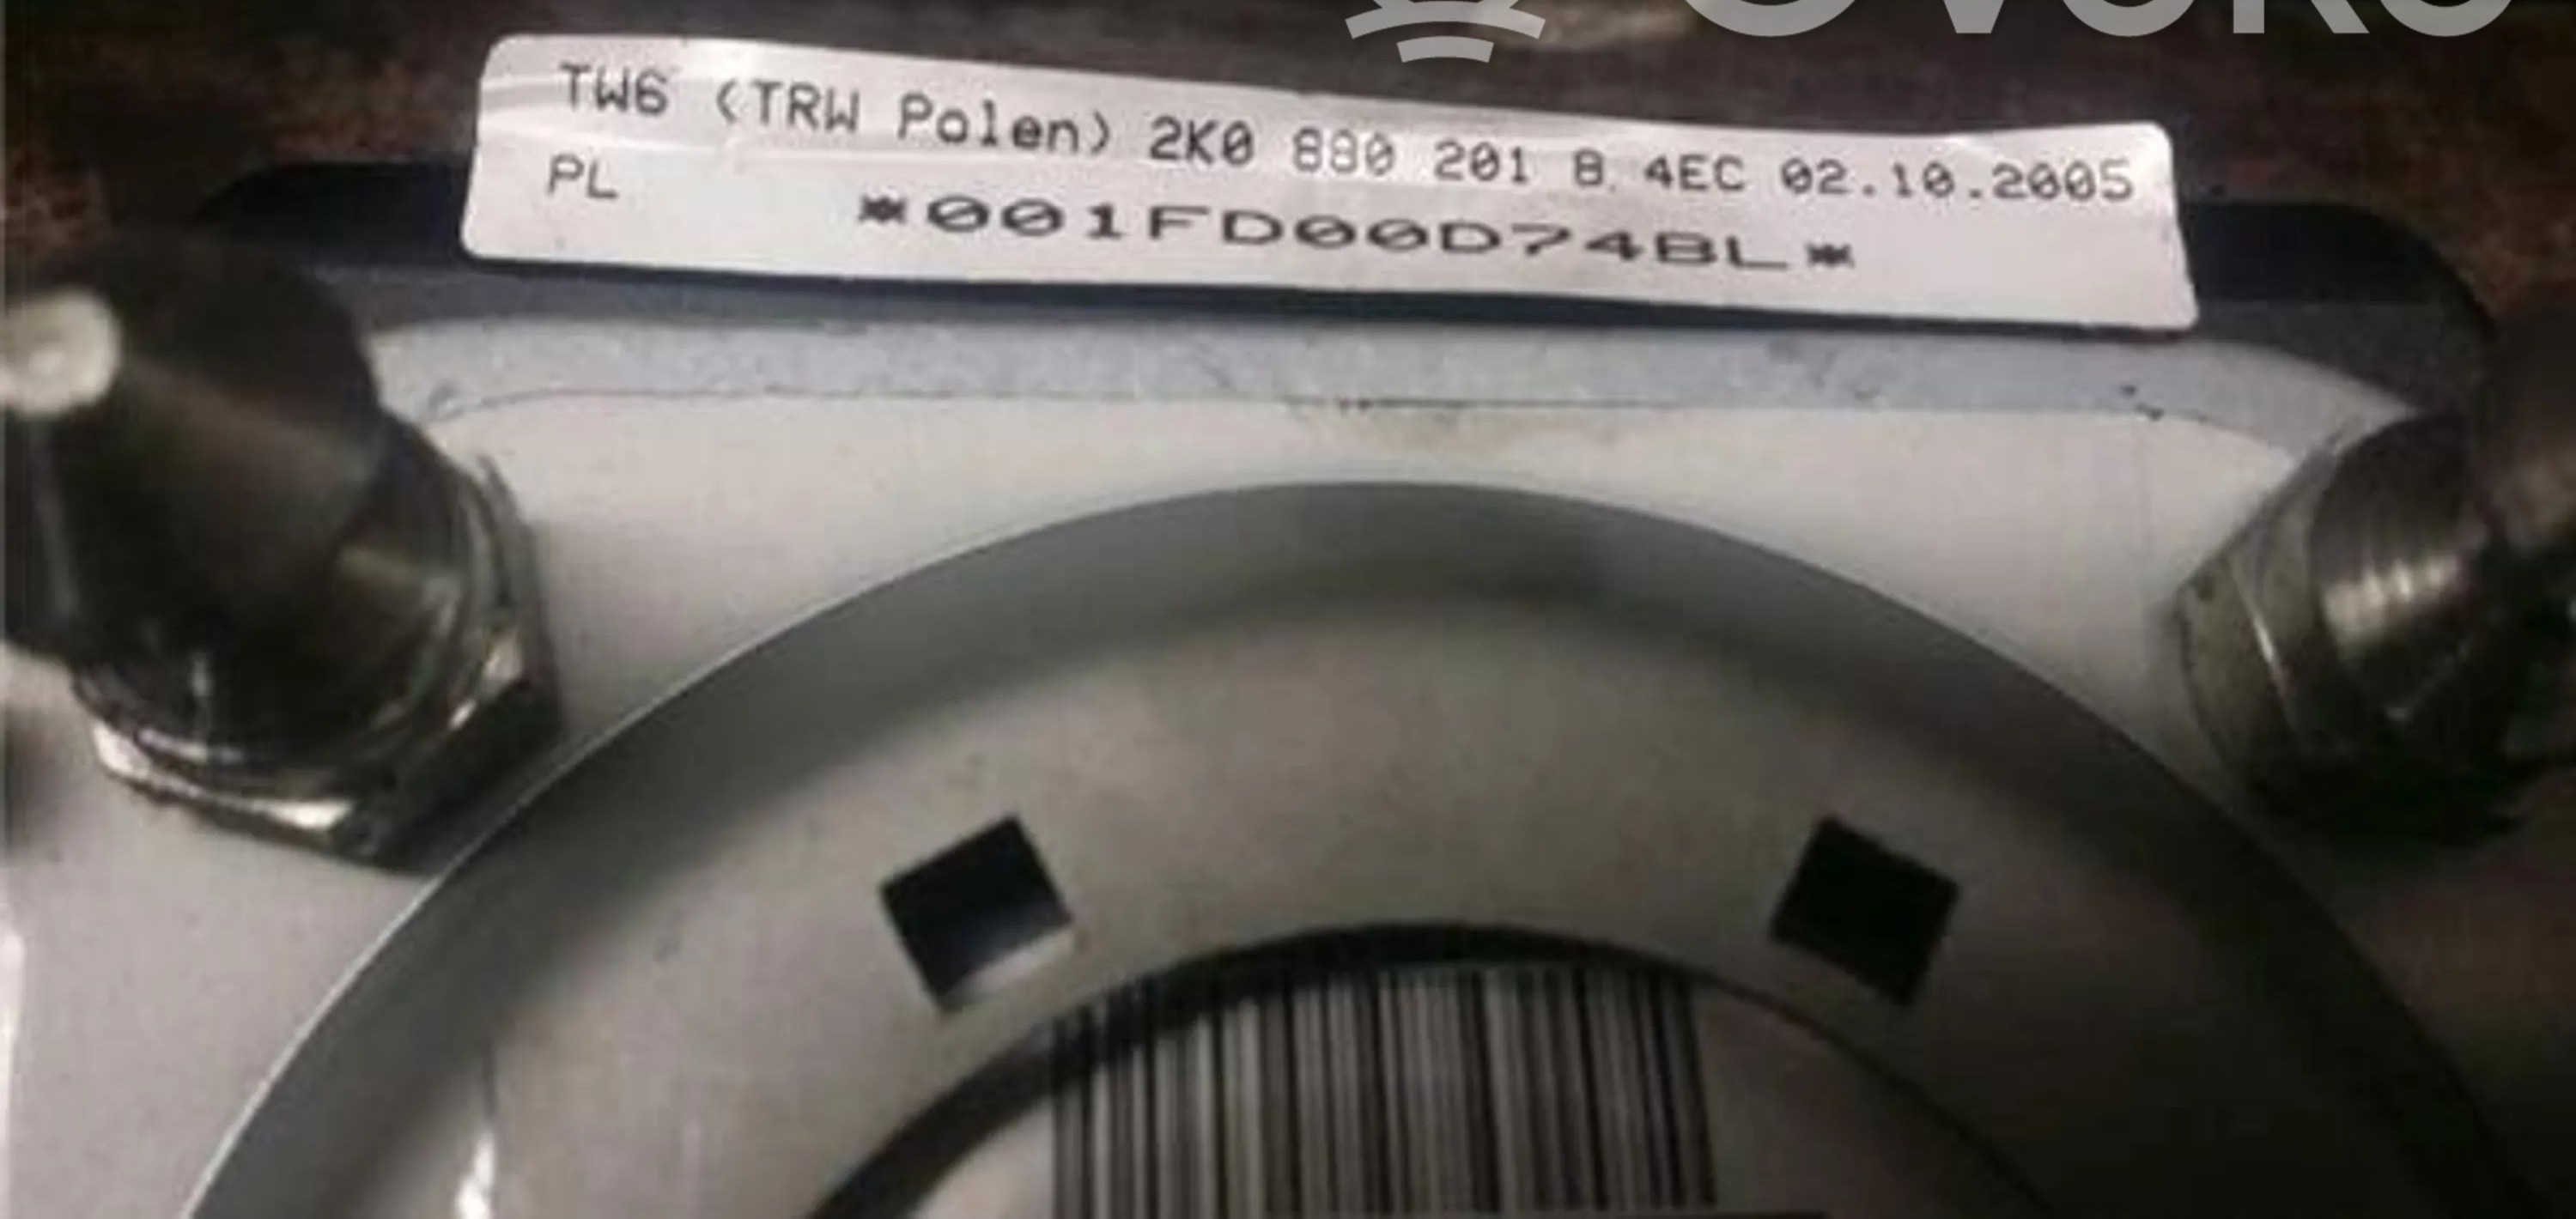 TW6 (TRW Polen) 2K0 880 201 B 4EC 02.10.2005
PL *001FD00D74BL*